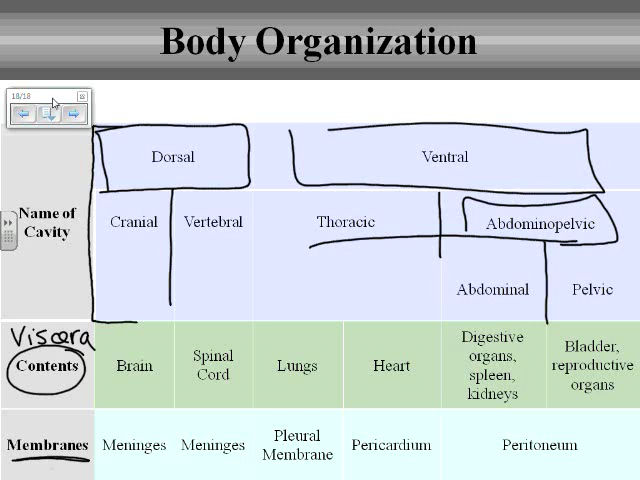 Body Organization
18/18
Dorsal
Ventral
Name of
Cavity
Cranial
Vertebral
Thoracic
Abdominopelvic
Abdominal
Pelvic
Viscera
Contents
Brain
Spinal
Cord
Lungs
Heart
Digestive
organs,
spleen,
kidneys
Bladder,
reproductive
organs
Membranes
Meninges
Meninges
Pleural
Membrane
Pericardium
Peritoneum